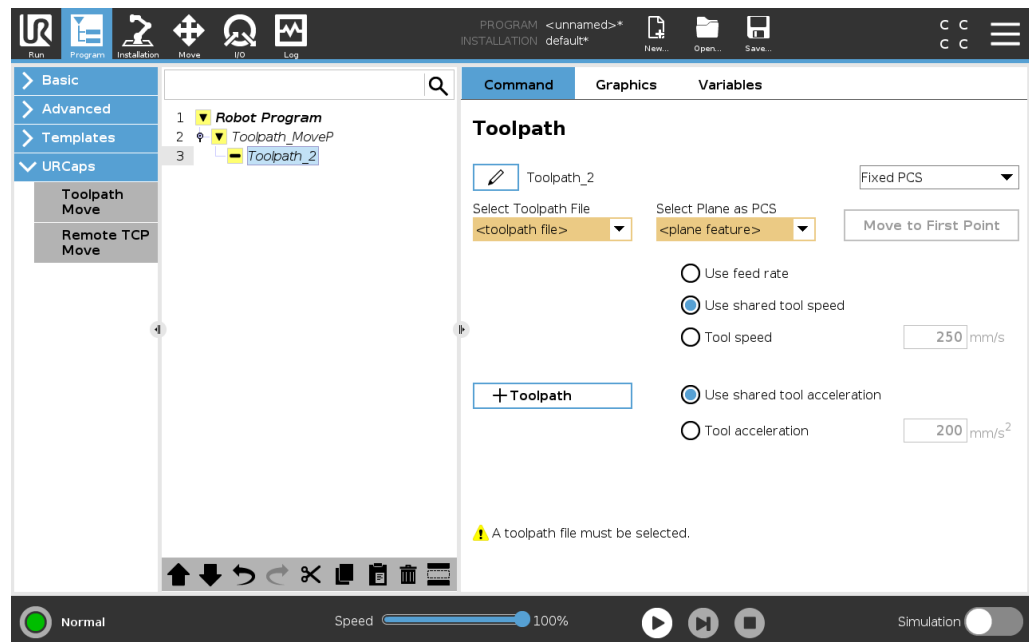 UR
PROGRAM <unnamed>*
INSTALLATION default*
C C
C C
Run Program Installation Move I/O Log New... Open... Save...
Basic
Advanced
Templates
URCaps
Toolpath
Move
Remote TCP
Move
1 Robot Program
2 Toolpath_MoveP
3 Toolpath_2
Command Graphics Variables
Toolpath
Toolpath_2 Fixed PCS
Select Toolpath File Select Plane as PCS
<toolpath file> <plane feature> Move to First Point
Use feed rate
Use shared tool speed
Tool speed 250 mm/s
+Toolpath Use shared tool acceleration
Tool acceleration 200 mm/s²
A toolpath file must be selected.
Normal Speed 100% Simulation